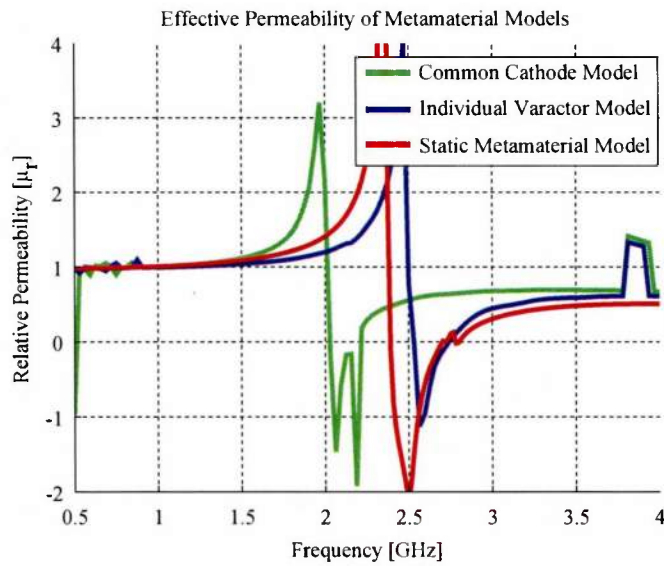 Effective Permeability of Metamaterial Models
Relative Permeability [μr]
4
3
2
1
0
-1
-2
Common Cathode Model
Individual Varactor Model
Static Metamaterial Model
0.5
1
1.5
2
2.5
3
3.5
4
Frequency [GHz]